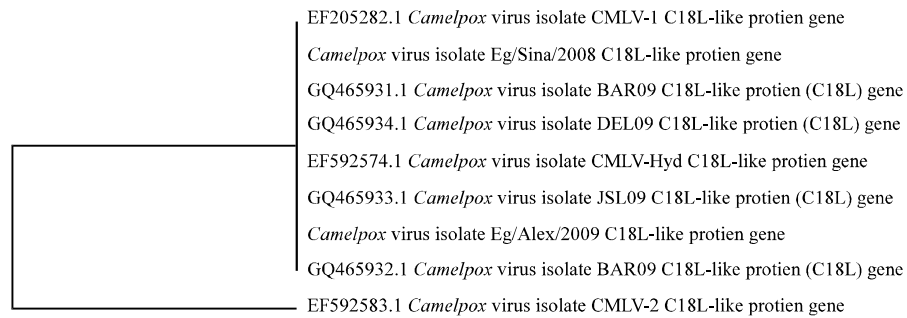 EF205282.1 Camelpox virus isolate CMLV-1 C18L-like protien gene
Camelpox virus isolate Eg/Sina/2008 C18L-like protien gene
GQ465931.1 Camelpox virus isolate BAR09 C18L-like protien (C18L) gene
GQ465934.1 Camelpox virus isolate DEL09 C18L-like protien (C18L) gene
EF592574.1 Camelpox virus isolate CMLV-Hyd C18L-like protien gene
GQ465933.1 Camelpox virus isolate JSL09 C18L-like protien (C18L) gene
Camelpox virus isolate Eg/Alex/2009 C18L-like protien gene
GQ465932.1 Camelpox virus isolate BAR09 C18L-like protien (C18L) gene
EF592583.1 Camelpox virus isolate CMLV-2 C18L-like protien gene